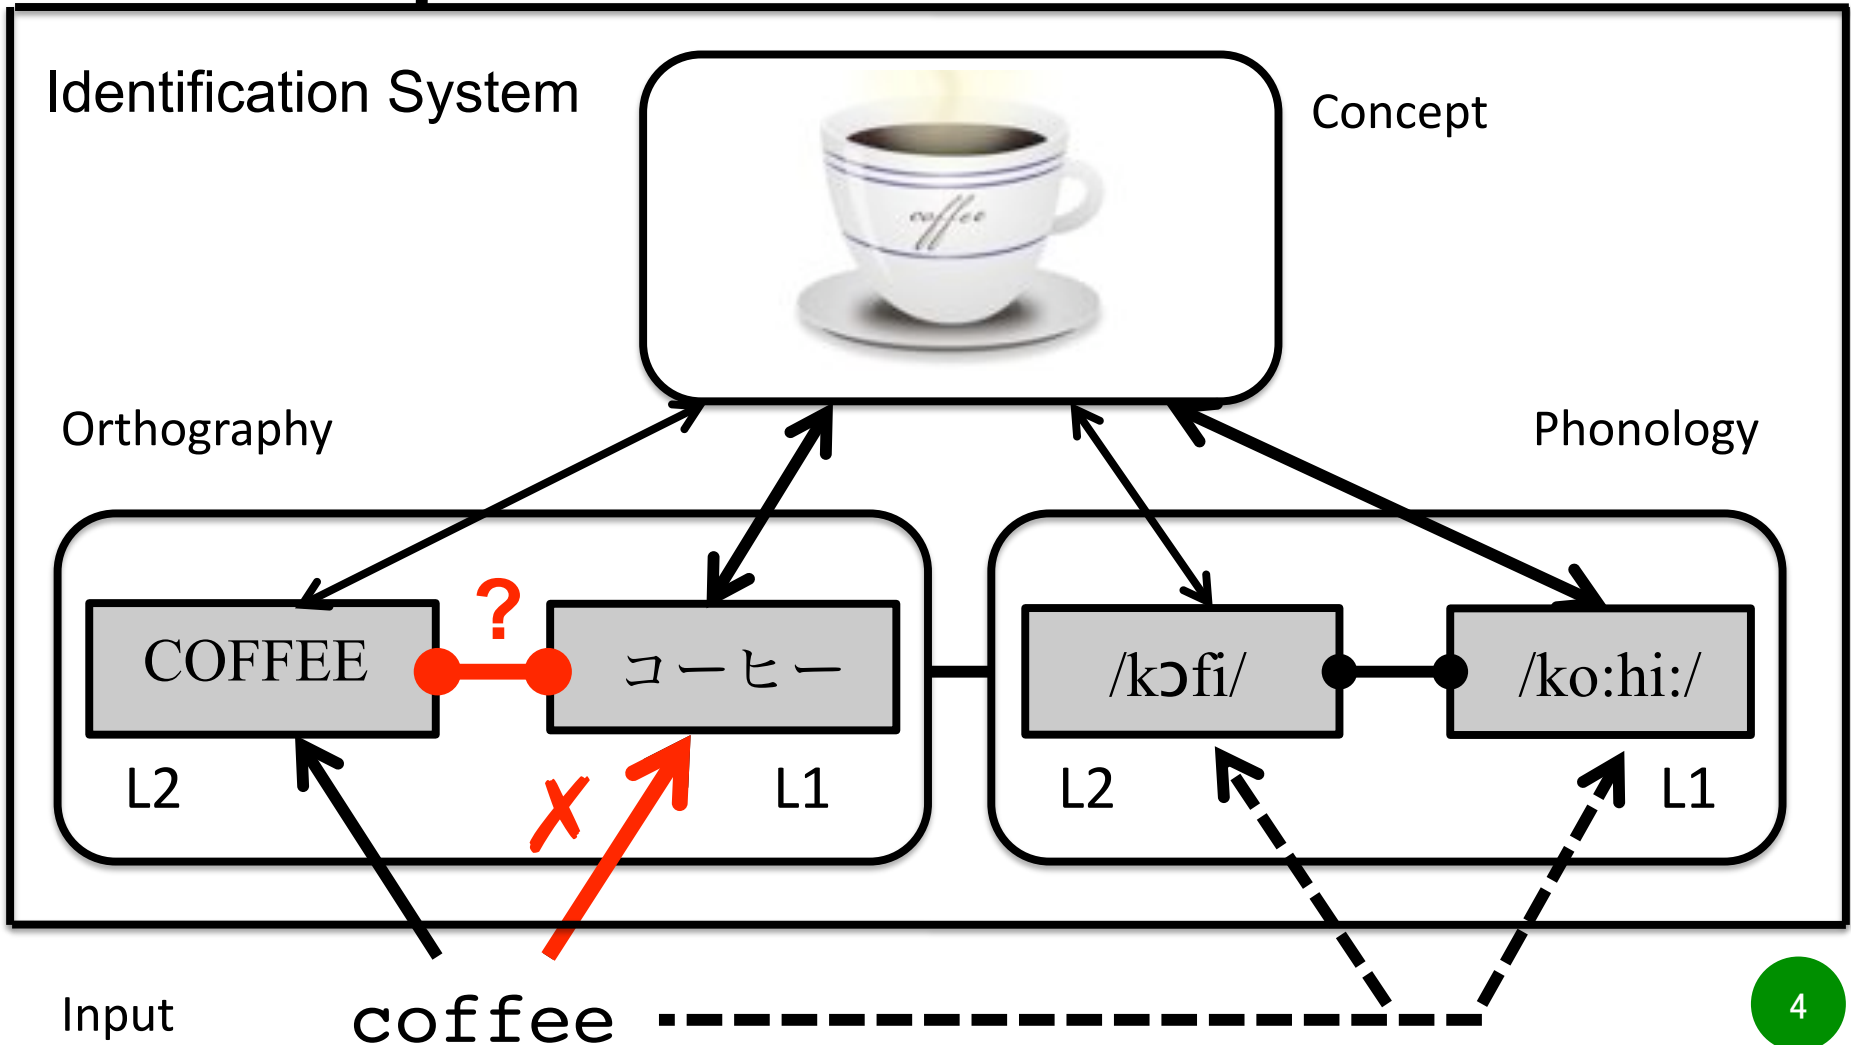 Identification System
Concept
coffee
Orthography
Phonology
?
COFFEE
コーヒー
/kɔfi/
/ko:hi:/
L2
✗
L1
L2
L1
Input
coffee
4